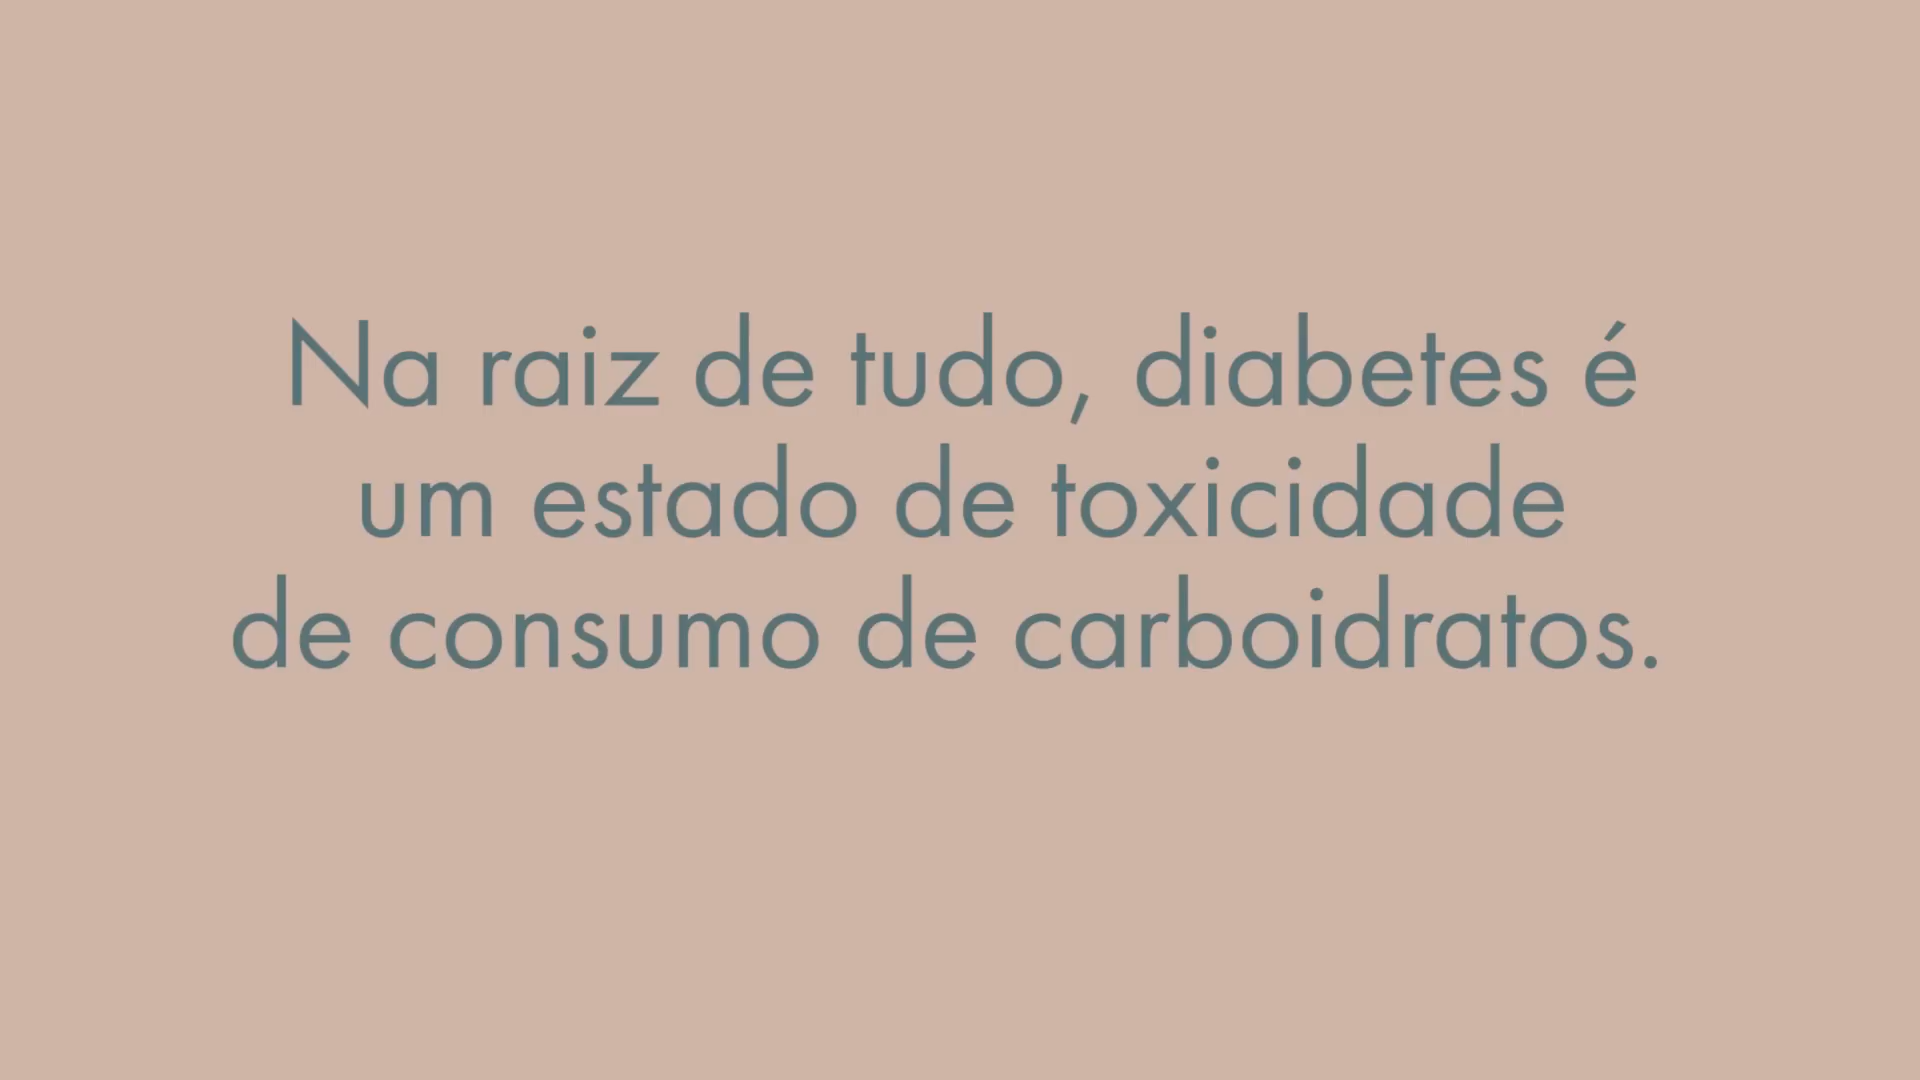 Na raiz de tudo, diabetes é
um estado de toxicidade
de consumo de carboidratos.